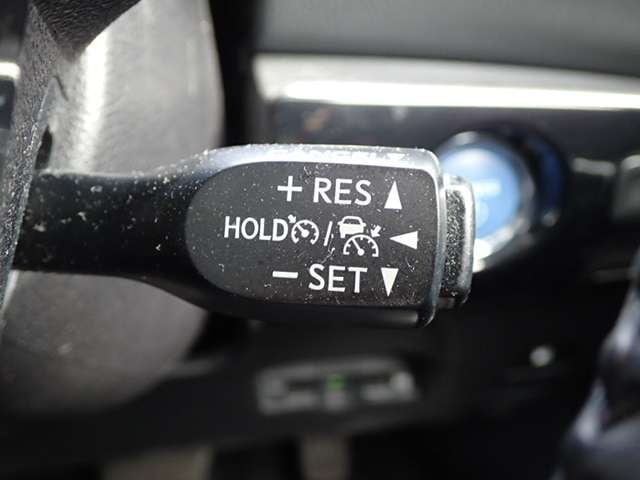 + RES
HOLD /
− SET